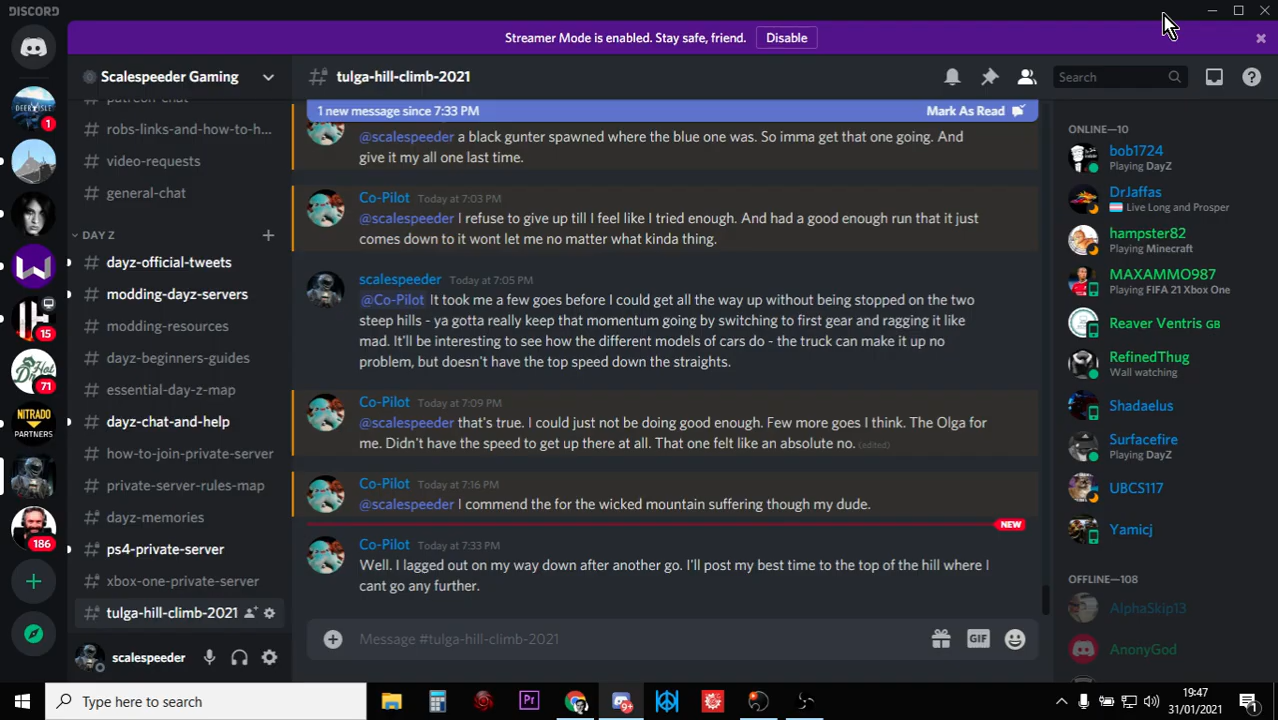 DISCORD
Streamer Mode is enabled. Stay safe, friend. Disable
Scalespeeder Gaming
patreon-chat
robs-links-and-how-to-h...
video-requests
general-chat
DAY Z
dayz-official-tweets
modding-dayz-servers
modding-resources
dayz-beginners-guides
essential-day-z-map
dayz-chat-and-help
how-to-join-private-server
private-server-rules-map
dayz-memories
ps4-private-server
xbox-one-private-server
tulga-hill-climb-2021
scalespeeder
1
15
71
NITRADO
PARTNERS
186
tulga-hill-climb-2021
Search
1 new message since 7:33 PM
Mark As Read
@scalespeeder a black gunter spawned where the blue one was. So imma get that one going. And
give it my all one last time.
Co-Pilot Today at 7:03 PM
@scalespeeder I refuse to give up till I feel like I tried enough. And had a good enough run that it just
comes down to it wont let me no matter what kinda thing.
scalespeeder Today at 7:05 PM
@Co-Pilot It took me a few goes before I could get all the way up without being stopped on the two
steep hills - ya gotta really keep that momentum going by switching to first gear and ragging it like
mad. It'll be interesting to see how the different models of cars do - the truck can make it up no
problem, but doesn't have the top speed down the straights.
Co-Pilot Today at 7:09 PM
@scalespeeder that's true. I could just not be doing good enough. Few more goes I think. The Olga for
me. Didn't have the speed to get up there at all. That one felt like an absolute no. (edited)
Co-Pilot Today at 7:16 PM
@scalespeeder I commend the for the wicked mountain suffering though my dude.
NEW
Co-Pilot Today at 7:33 PM
Well. I lagged out on my way down after another go. I'll post my best time to the top of the hill where I
cant go any further.
Message #tulga-hill-climb-2021
GIF
ONLINE—10
bob1724
Playing DayZ
DrJaffas
Live Long and Prosper
hampster82
Playing Minecraft
MAXAMMO987
Playing FIFA 21 Xbox One
Reaver Ventris GB
RefinedThug
Wall watching
Shadaelus
Surfacefire
Playing DayZ
UBCS117
Yamicj
OFFLINE—108
AlphaSkip13
AnonyGod
Type here to search
Pr
9+
19:47
31/01/2021
1